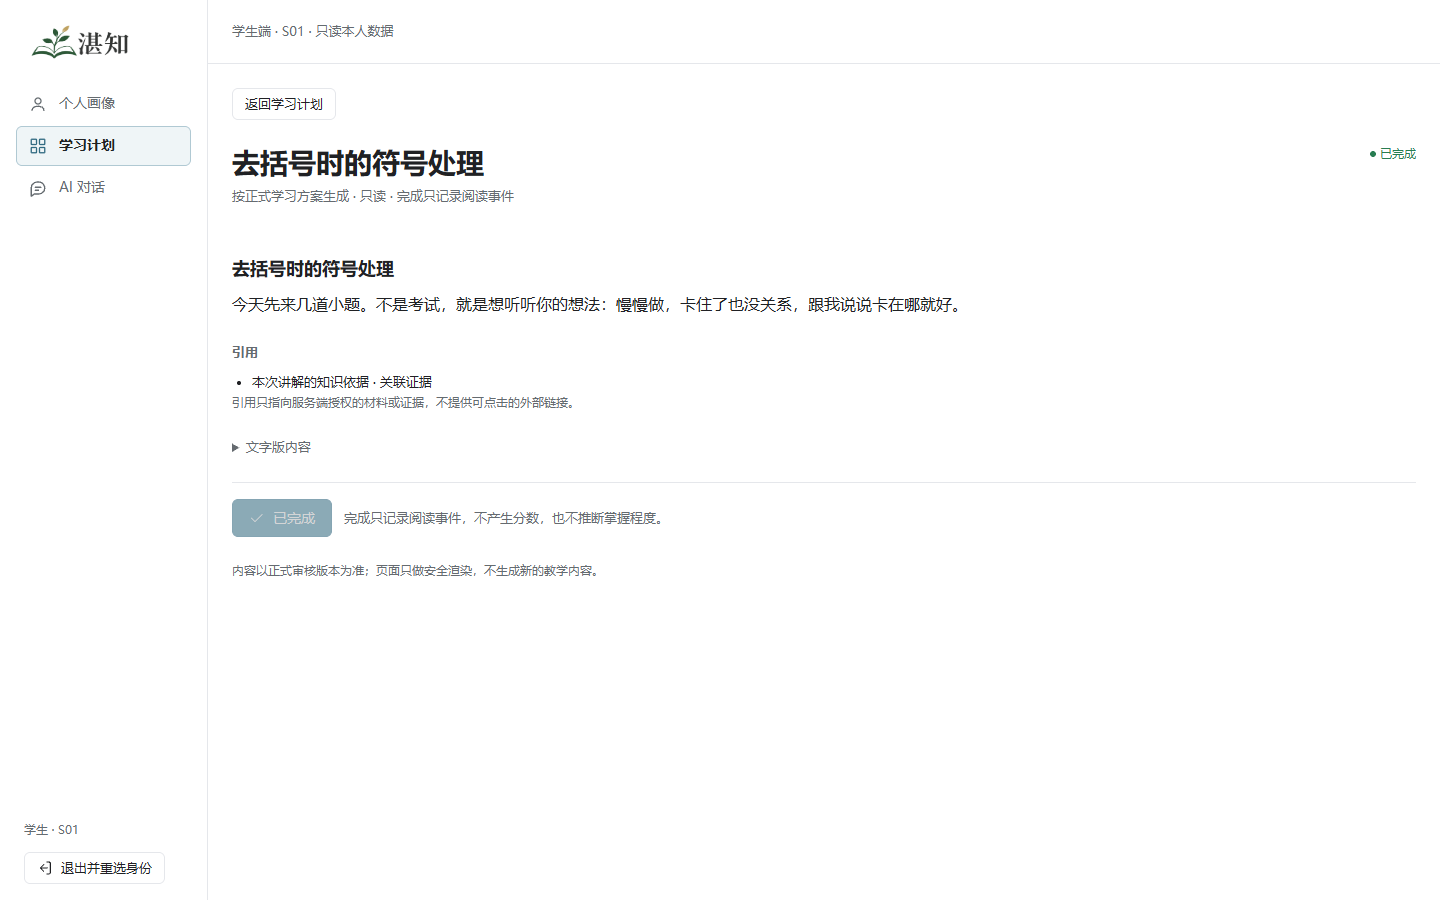 湛知
学生端 · S01 · 只读本人数据
个人画像
学习计划
AI 对话
返回学习计划
去括号时的符号处理
已完成
按正式学习方案生成 · 只读 · 完成只记录阅读事件
去括号时的符号处理
今天先来几道小题。不是考试，就是想听听你的想法：慢慢做，卡住了也没关系，跟我说说卡在哪就好。
引用
本次讲解的知识依据 · 关联证据
引用只指向服务端授权的材料或证据，不提供可点击的外部链接。
文字版内容
已完成
完成只记录阅读事件，不产生分数，也不推断掌握程度。
内容以正式审核版本为准；页面只做安全渲染，不生成新的教学内容。
学生 · S01
退出并重选身份